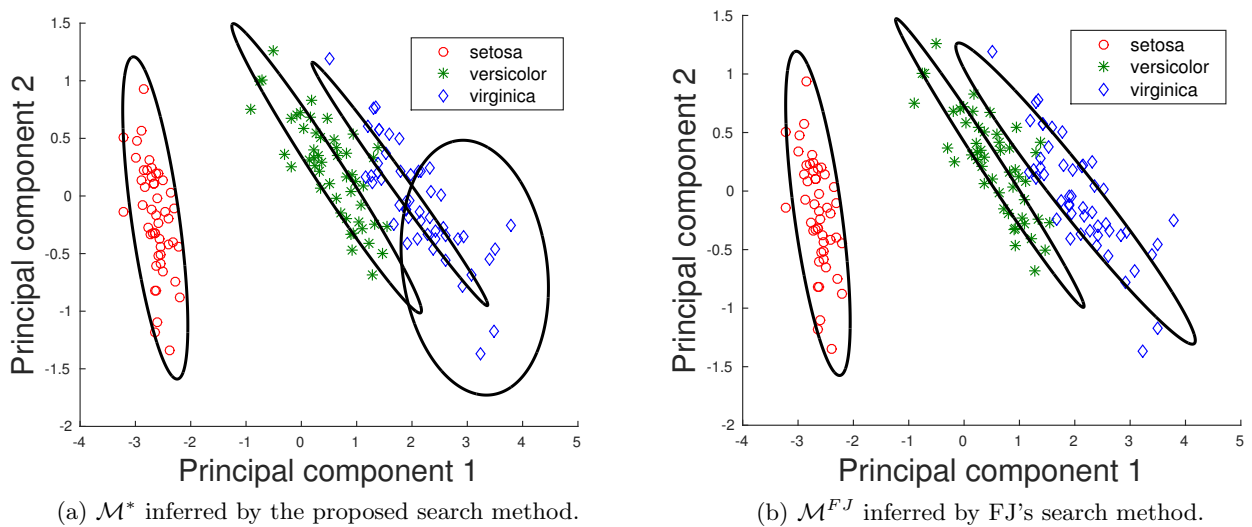 1.5
1
0.5
0
-0.5
-1
-1.5
-2
Principal component 2
setosa
versicolor
virginica
-4 -3 -2 -1 0 1 2 3 4 5
Principal component 1
(a) M* inferred by the proposed search method.
1.5
1
0.5
0
-0.5
-1
-1.5
-2
Principal component 2
setosa
versicolor
virginica
-4 -3 -2 -1 0 1 2 3 4 5
Principal component 1
(b) M^FJ inferred by FJ's search method.